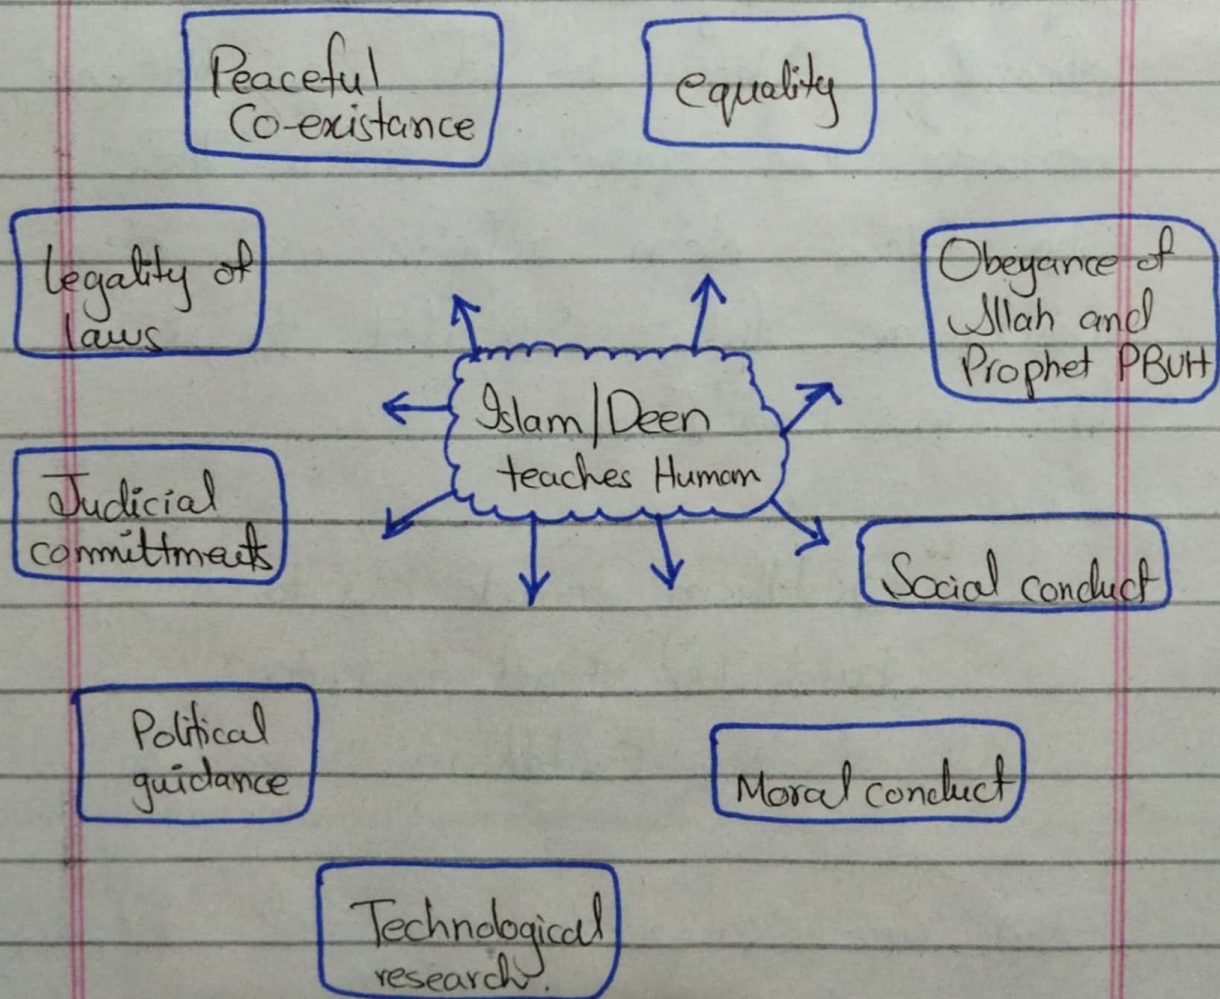 Peaceful
Co-existance
equality
legality of
laws
Obeyance of
Allah and
Prophet PBUH
Islam/Deen
teaches Human
Judicial
committments
Social conduct
Political
guidance
Moral conduct
Technological
research.